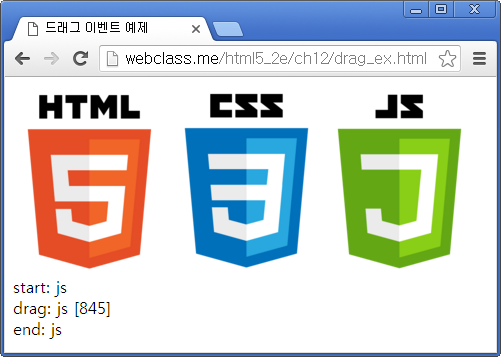 드래그 이벤트 예제
webclass.me/html5_2e/ch12/drag_ex.html
HTML CSS JS
5 3
start: js
drag: js [845]
end: js